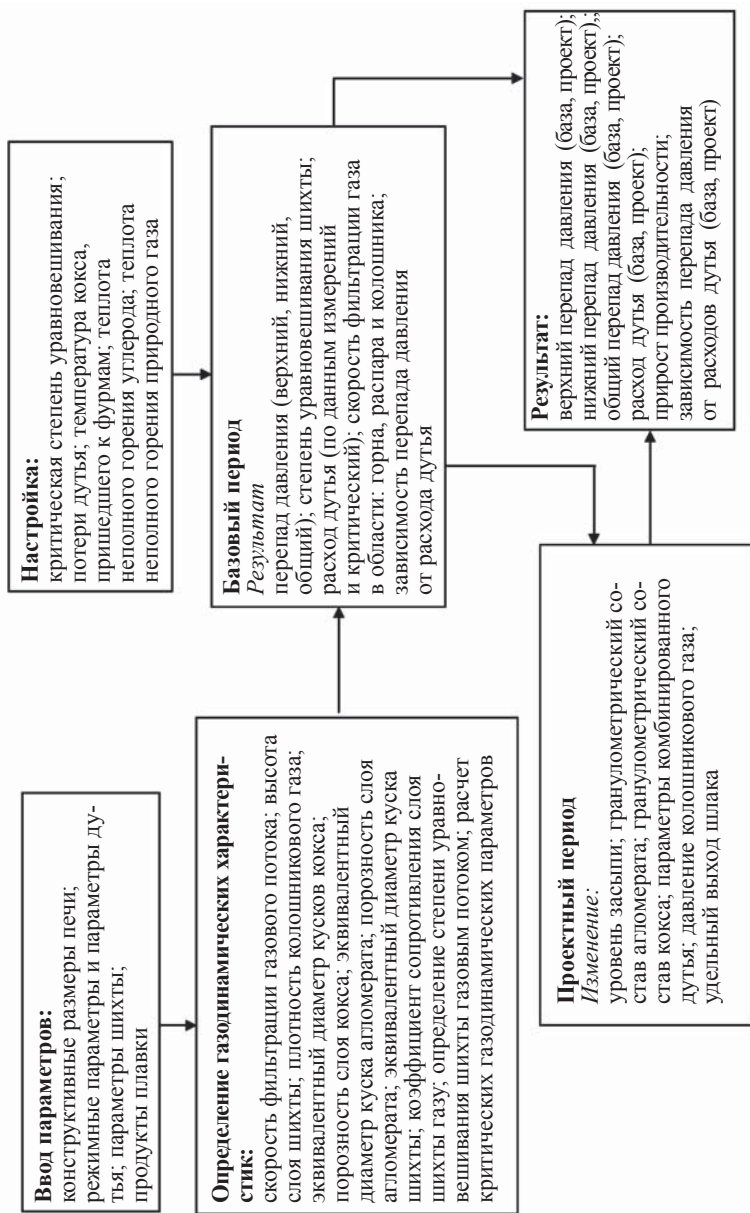 Ввод параметров:
конструктивные размеры печи;
режимные параметры и параметры ду-
тья; параметры шихты;
продукты плавки
Настройка:
критическая степень уравновешивания;
потери дутья; температура кокса,
пришедшего к фурмам; теплота
неполного горения углерода; теплота
неполного горения природного газа
Определение газодинамических характери-
стик:
скорость фильтрации газового потока; высота
слоя шихты; плотность колошникового газа;
эквивалентный диаметр кусков кокса;
порозность слоя кокса; эквивалентный
диаметр куска агломерата; порозность слоя
агломерата; эквивалентный диаметр куска
шихты; коэффициент сопротивления слоя
шихты газу; определение степени уравно-
вешивания шихты газовым потоком; расчет
критических газодинамических параметров
Базовый период
Результат
перепад давления (верхний, нижний,
общий); степень уравновешивания шихты;
расход дутья (по данным измерений
и критический); скорость фильтрации газа
в области: горна, распара и колошника;
зависимость перепада давления
от расхода дутья
Проектный период
Изменение:
уровень засыпи; гранулометрический со-
став агломерата; гранулометрический со-
став кокса; параметры комбинированного
дутья; давление колошникового газа;
удельный выход шлака
Результат:
верхний перепад давления (база, проект);
нижний перепад давления (база, проект),;
общий перепад давления (база, проект);
расход дутья (база, проект);
прирост производительности;
зависимость перепада давления
от расходов дутья (база, проект)